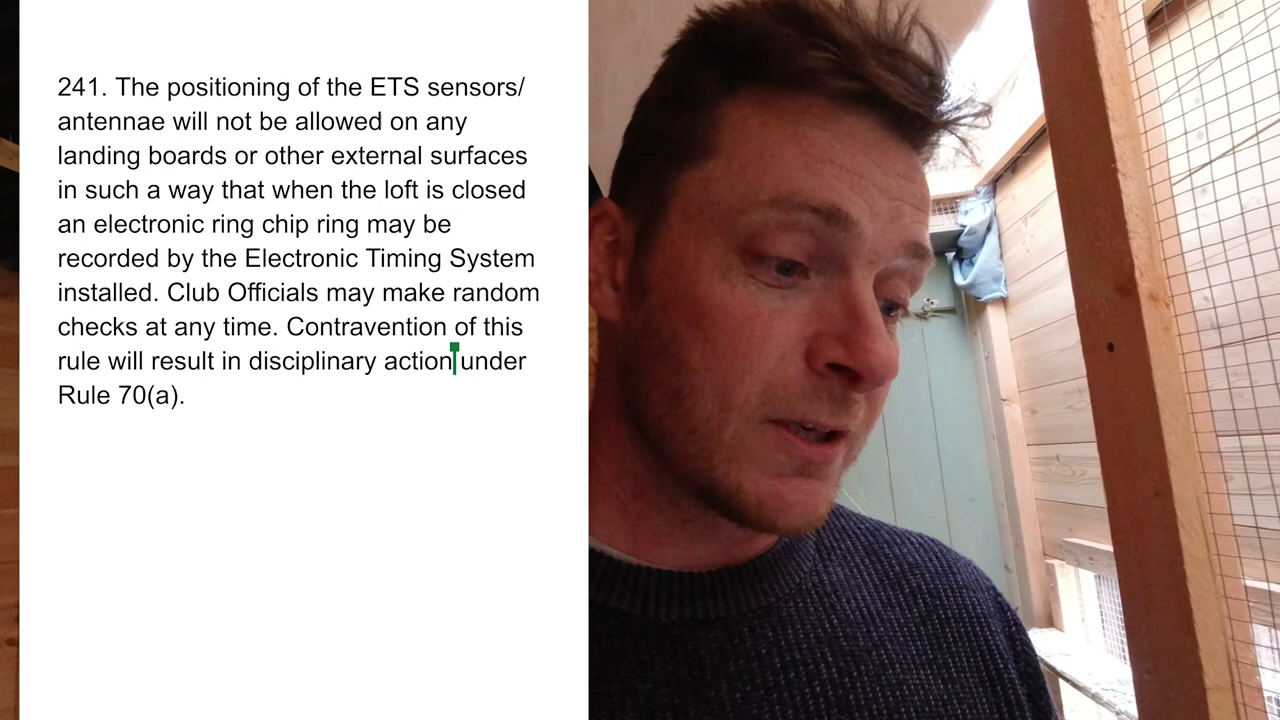 241. The positioning of the ETS sensors/
antennae will not be allowed on any
landing boards or other external surfaces
in such a way that when the loft is closed
an electronic ring chip ring may be
recorded by the Electronic Timing System
installed. Club Officials may make random
checks at any time. Contravention of this
rule will result in disciplinary action under
Rule 70(a).